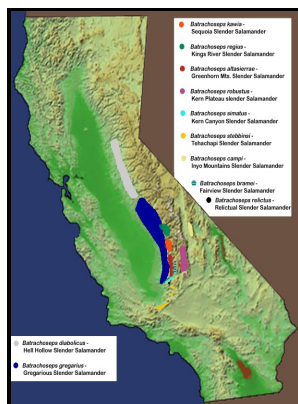 Batrachoseps kawia -
Sequoia Slender Salamander
Batrachoseps regius -
Kings River Slender Salamander
Batrachoseps altasierrae -
Greenhorn Mts. Slender Salamander
Batrachoseps robustus -
Kern Plateau slender Salamander
Batrachoseps simatus -
Kern Canyon Slender Salamander
Batrachoseps stebbinsi -
Tehachapi Slender Salamander
Batrachoseps campi -
Inyo Mountains Slender Salamander
Batrachoseps bramei -
Fairview Slender Salamander
Batrachoseps relictus -
Relictual Slender Salamander
Batrachoseps diabolicus -
Hell Hollow Slender Salamander
Batrachoseps gregarius -
Gregarious Slender Salamander